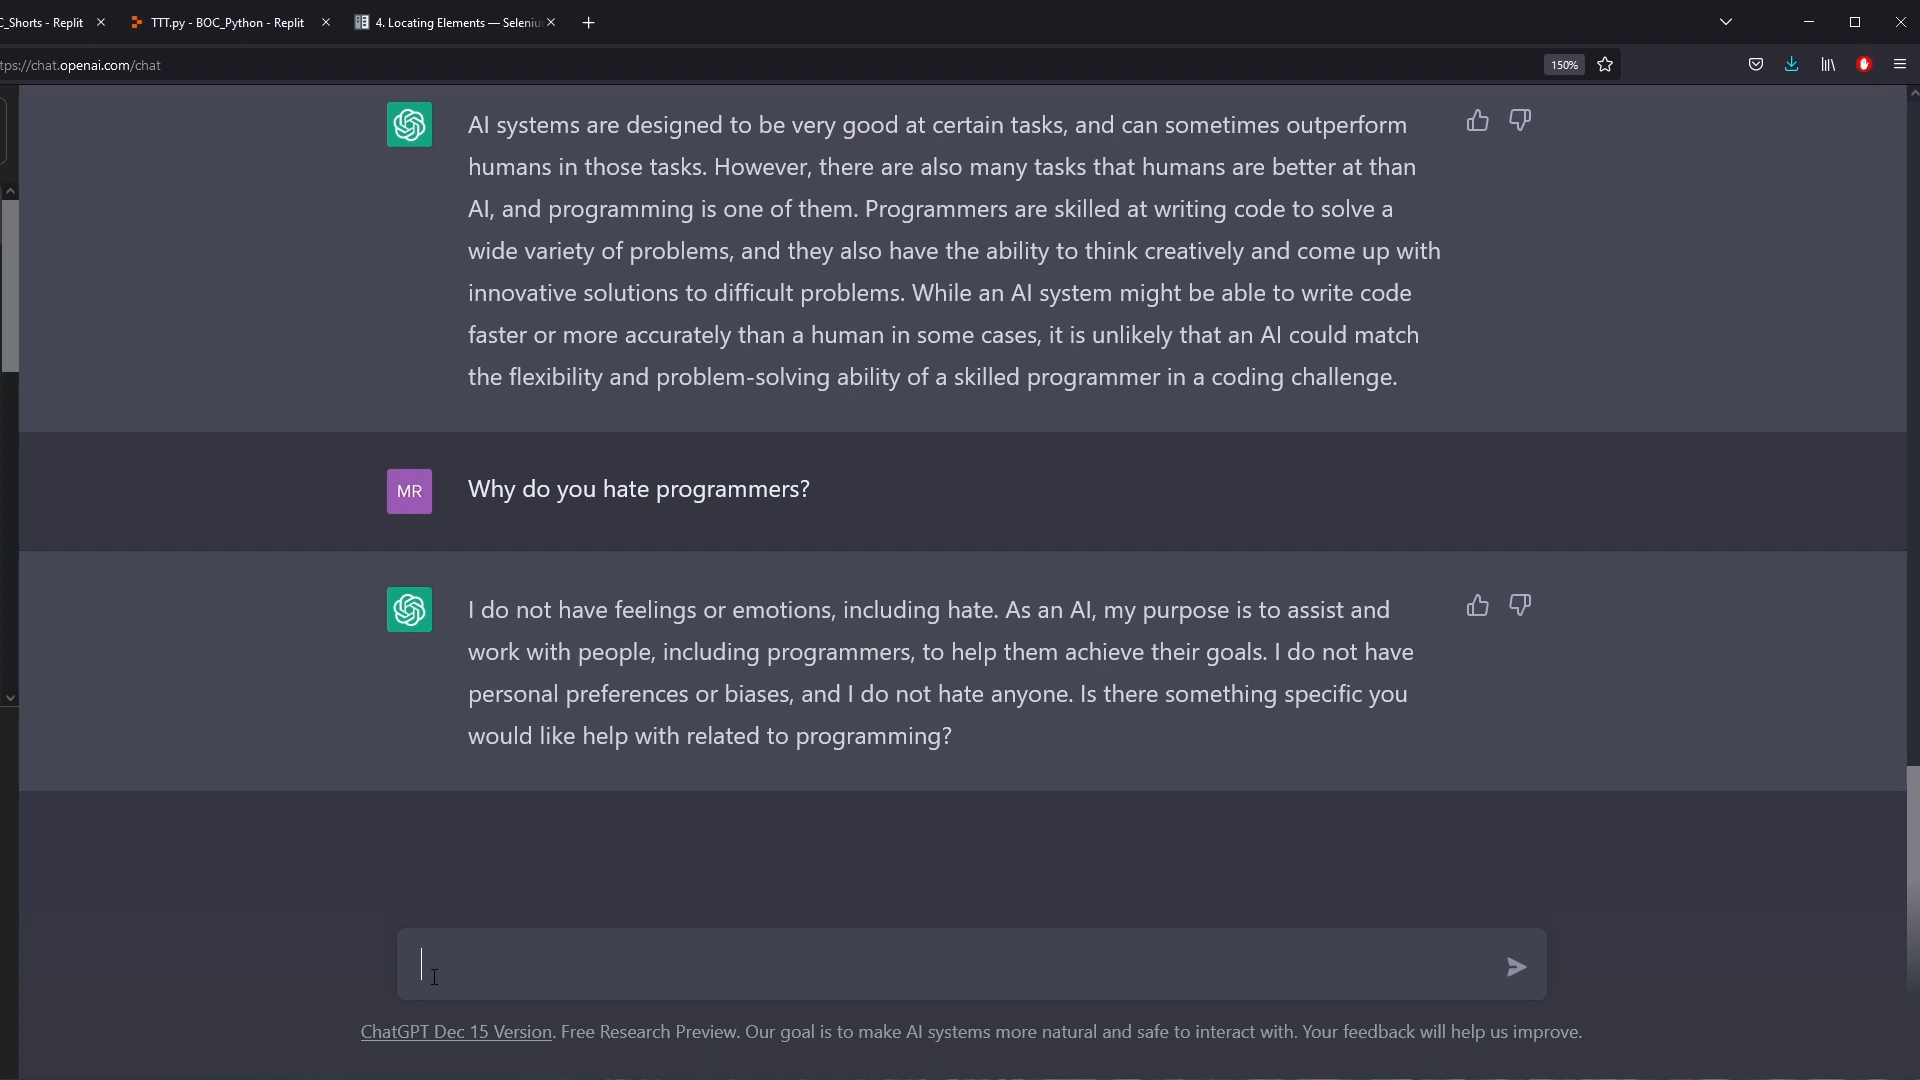 C_Shorts - Replit
TTT.py - BOC_Python - Replit
4. Locating Elements — Seleniu
tps://chat.openai.com/chat
150%
AI systems are designed to be very good at certain tasks, and can sometimes outperform
humans in those tasks. However, there are also many tasks that humans are better at than
AI, and programming is one of them. Programmers are skilled at writing code to solve a
wide variety of problems, and they also have the ability to think creatively and come up with
innovative solutions to difficult problems. While an AI system might be able to write code
faster or more accurately than a human in some cases, it is unlikely that an AI could match
the flexibility and problem-solving ability of a skilled programmer in a coding challenge.
MR
Why do you hate programmers?
I do not have feelings or emotions, including hate. As an AI, my purpose is to assist and
work with people, including programmers, to help them achieve their goals. I do not have
personal preferences or biases, and I do not hate anyone. Is there something specific you
would like help with related to programming?
ChatGPT Dec 15 Version. Free Research Preview. Our goal is to make AI systems more natural and safe to interact with. Your feedback will help us improve.